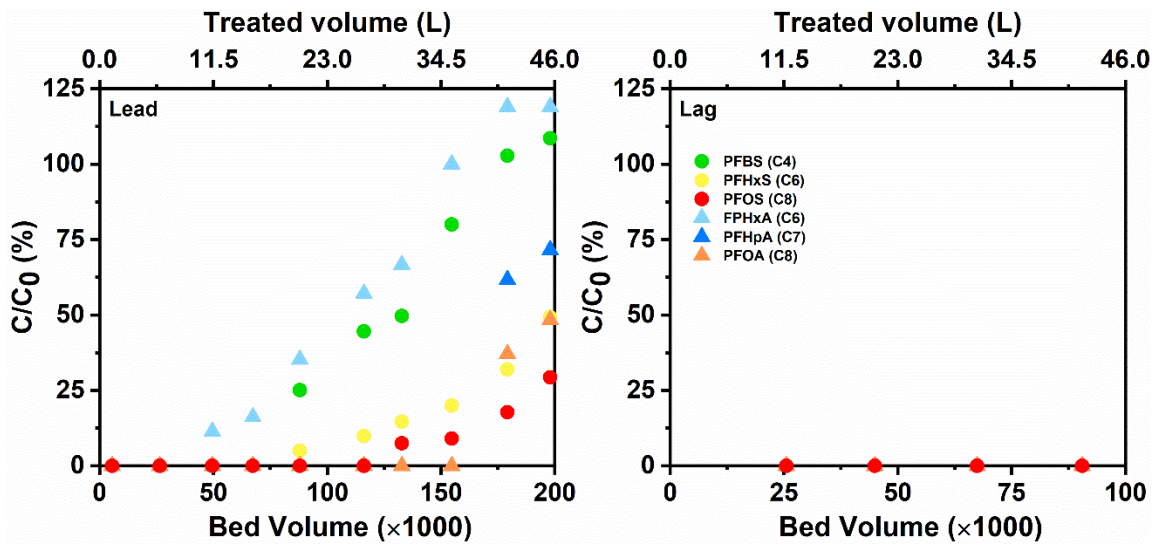 Treated volume (L)
0.0 11.5 23.0 34.5 46.0
125
100
75
50
25
0
C/C0 (%)
Lead
0 50 100 150 200
Bed Volume (×1000)
Treated volume (L)
0.0 11.5 23.0 34.5 46.0
125
100
75
50
25
0
C/C0 (%)
Lag
PFBS (C4)
PFHxS (C6)
PFOS (C8)
FPHxA (C6)
PFHpA (C7)
PFOA (C8)
0 25 50 75 100
Bed Volume (×1000)